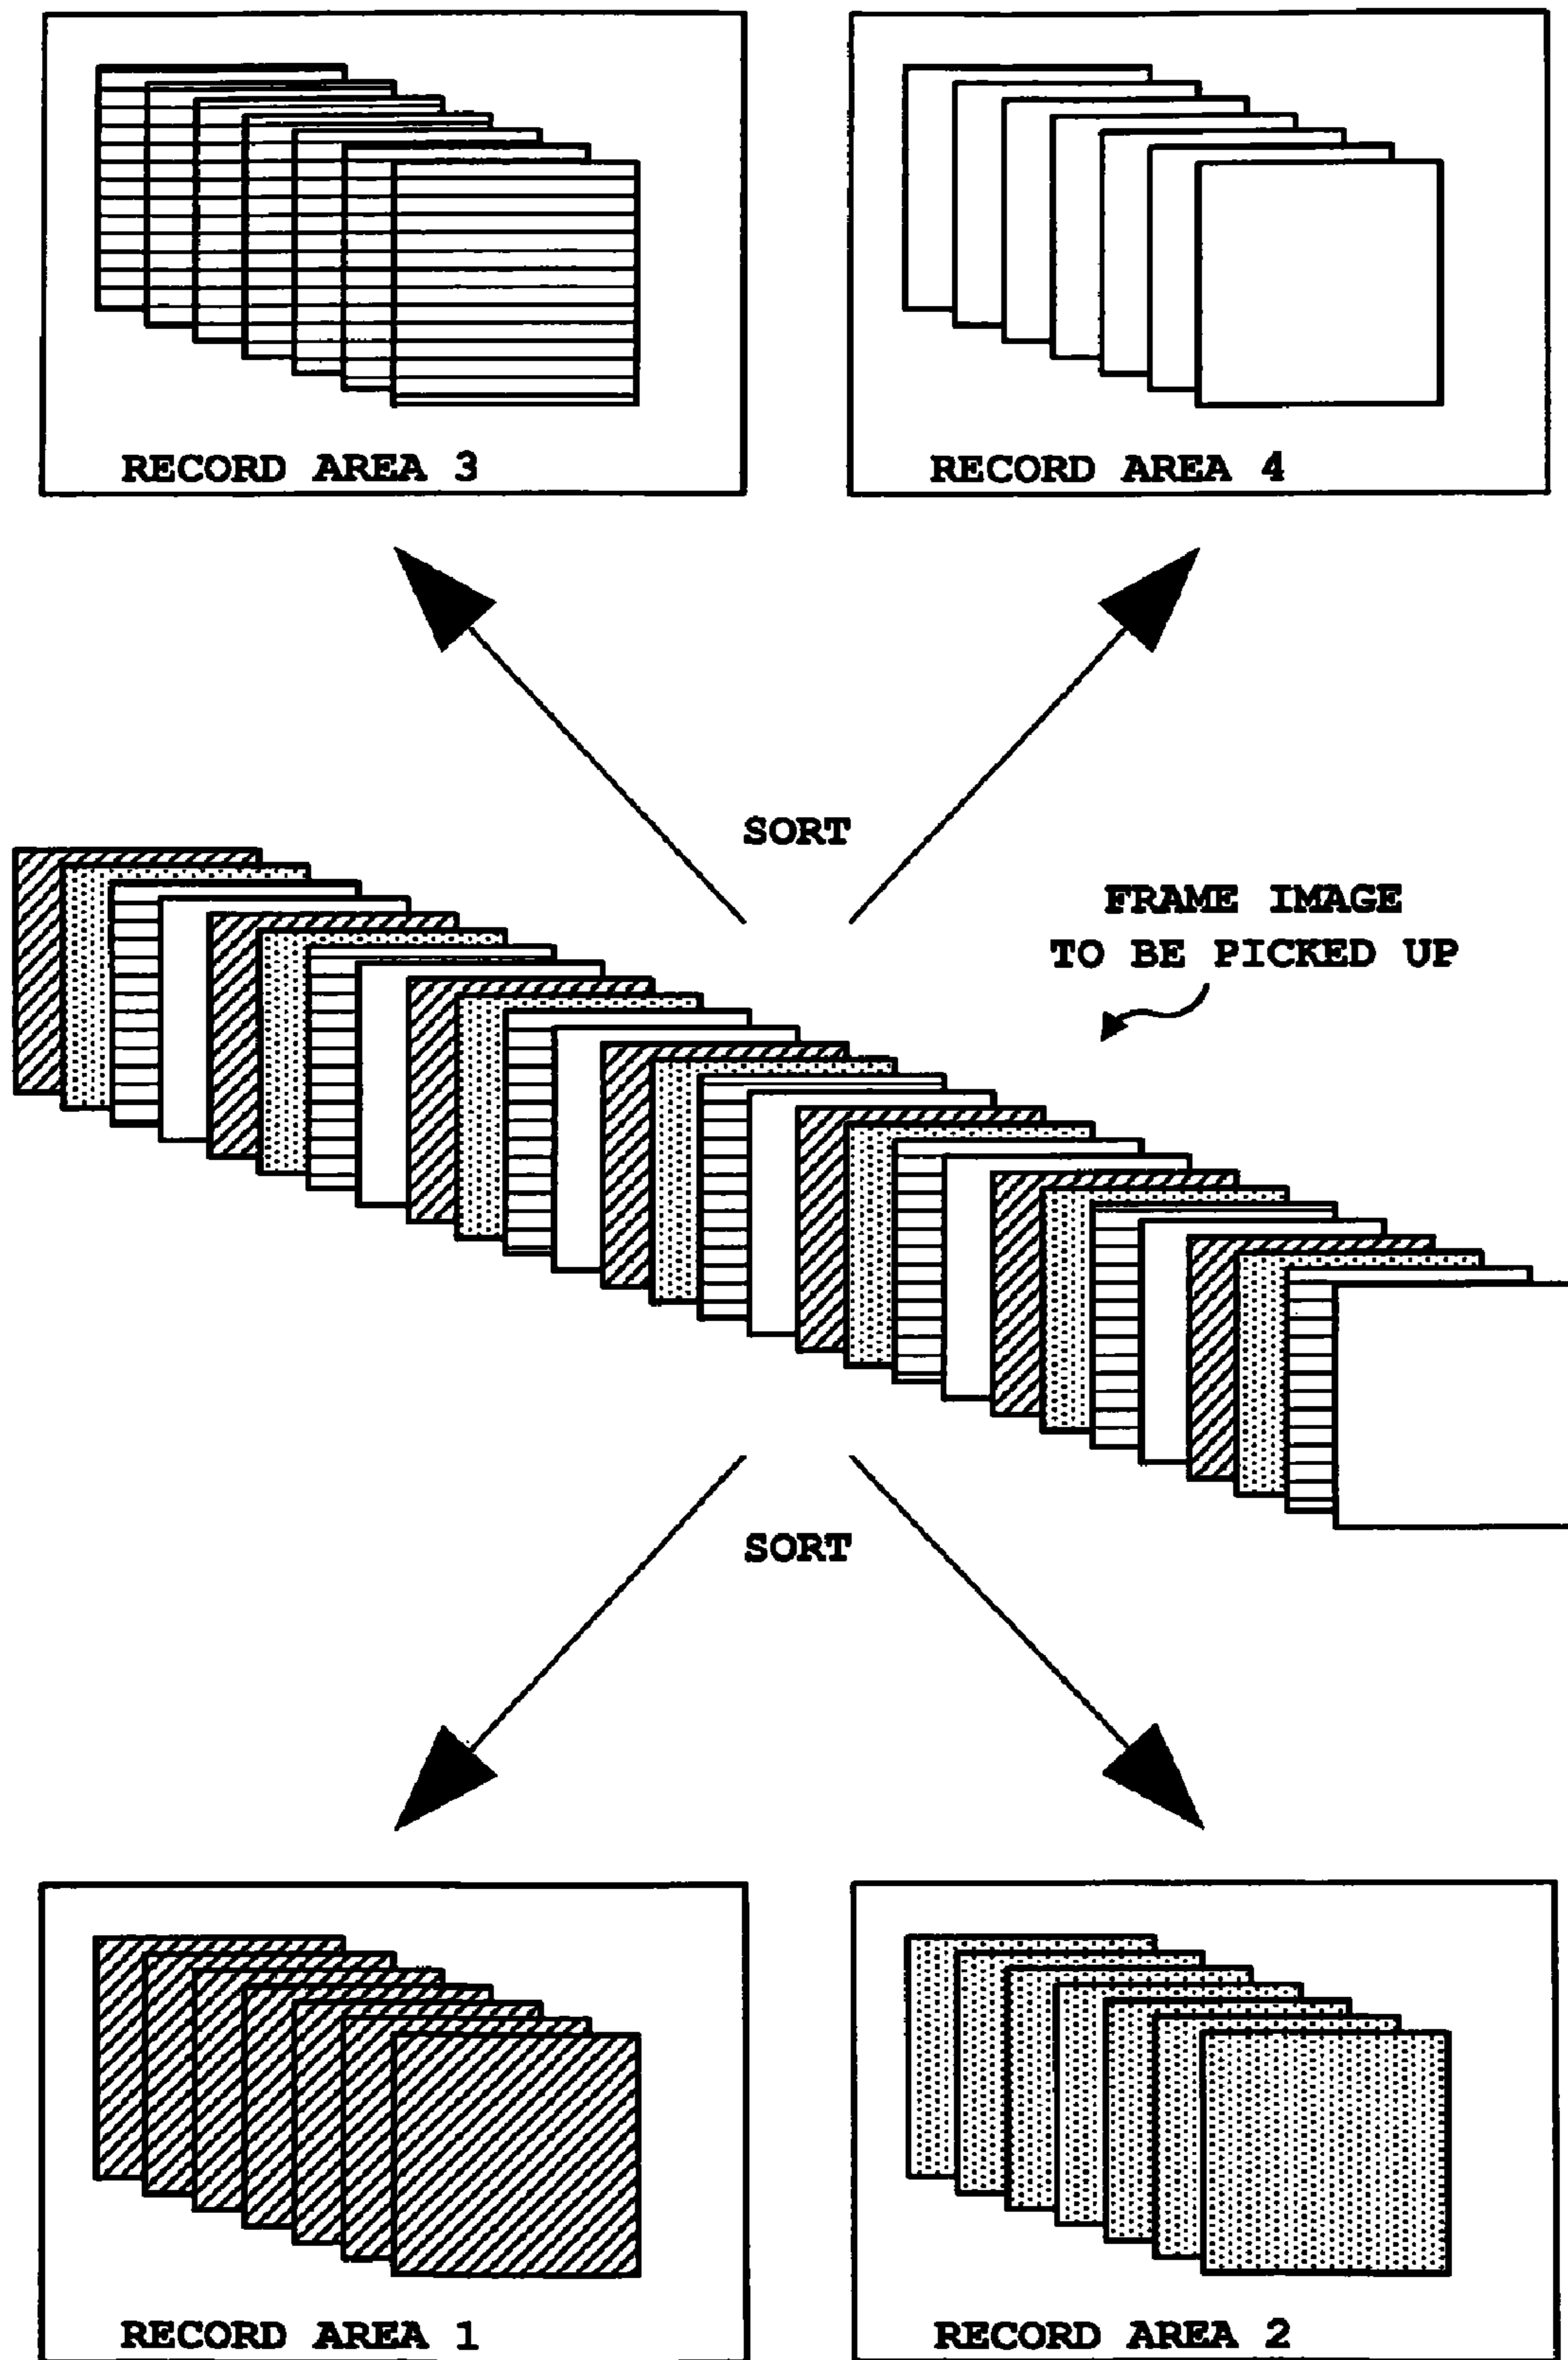 RECORD AREA 3
RECORD AREA 4
SORT
FRAME IMAGE
TO BE PICKED UP
SORT
RECORD AREA 1
RECORD AREA 2